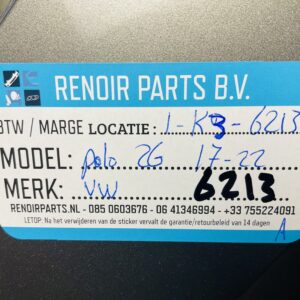 RENOIR PARTS B.V.
BTW / MARGE LOCATIE: 1-K3-6213
MODEL: polo 2G 17-22
MERK: VW 6213
RENOIRPARTS.NL - 085 0603676 - 06 41346994 - +33 755224091
LETOP: Na het verwijderen van de sticker vervalt de garantie/retourbeleid van 14 dagen
A